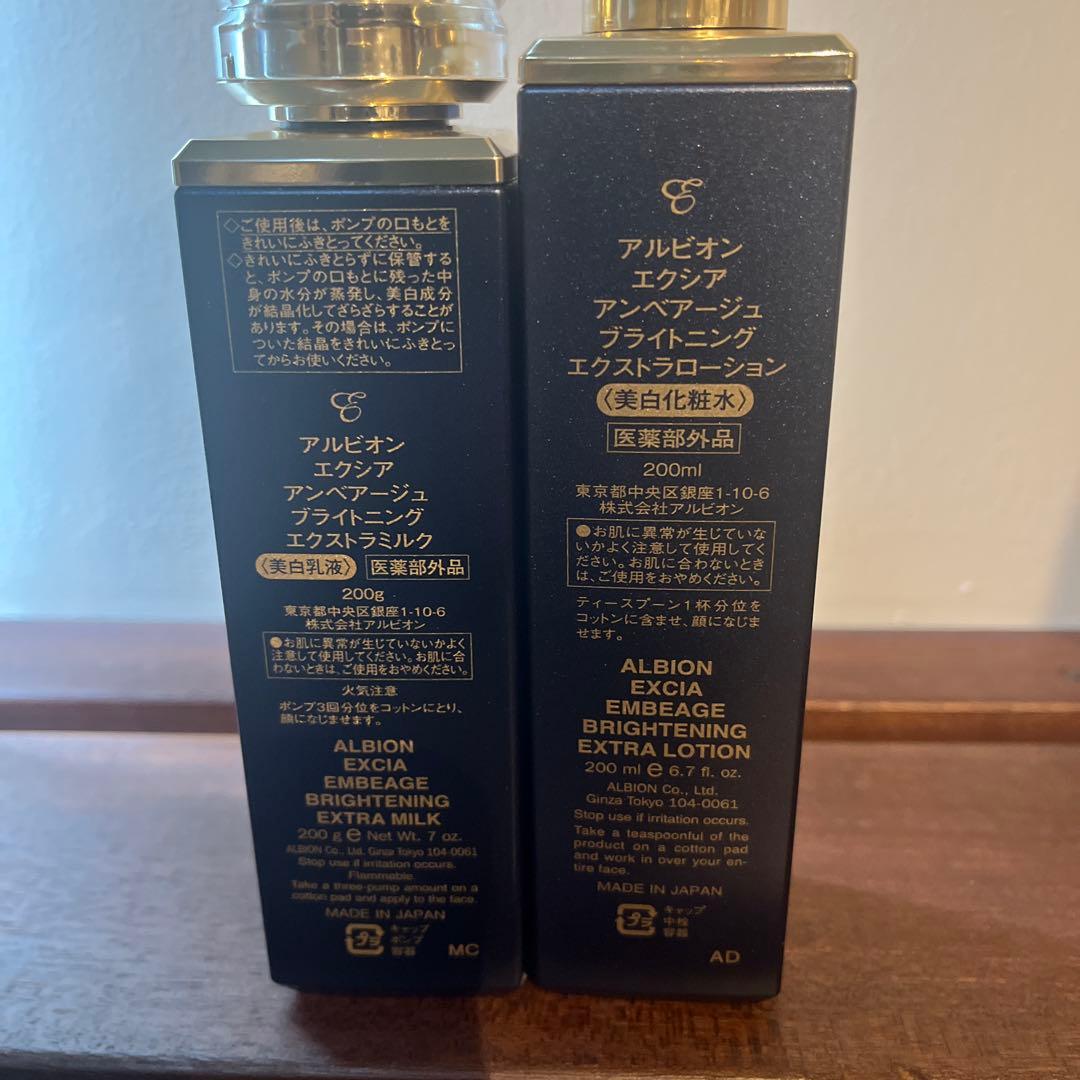 ◇ご使用後は、ポンプの口もとを
きれいにふきとってください。
◇きれいにふきとらずに保管する
と、ポンプの口もとに残った中
身の水分が蒸発し、美白成分
が結晶化してざらざらすることが
あります。その場合は、ポンプに
ついた結晶をきれいにふきとっ
てからお使いください。
E
アルビオン
エクシア
アンベアージュ
ブライトニング
エクストラミルク
〈美白乳液〉 医薬部外品
200g
東京都中央区銀座1-10-6
株式会社アルビオン
●お肌に異常が生じていないかよく
注意して使用してください。お肌に合
わないときは、ご使用をおやめください。
火気注意
ポンプ3回分位をコットンにとり、
顔になじませます。
ALBION
EXCIA
EMBEAGE
BRIGHTENING
EXTRA MILK
200 g e Net Wt. 7 oz.
ALBION Co., Ltd. Ginza Tokyo 104-0061
Stop use if irritation occurs.
Flammable.
Take a three-pump amount on a
cotton pad and apply to the face.
MADE IN JAPAN
プラ
キャップ
ポンプ
容器
MC
E
アルビオン
エクシア
アンベアージュ
ブライトニング
エクストラローション
〈美白化粧水〉
医薬部外品
200ml
東京都中央区銀座1-10-6
株式会社アルビオン
●お肌に異常が生じていな
いかよく注意して使用してく
ださい。お肌に合わないとき
は、ご使用をおやめください。
ティースプーン1杯分位を
コットンに含ませ、顔になじま
せます。
ALBION
EXCIA
EMBEAGE
BRIGHTENING
EXTRA LOTION
200 ml e 6.7 fl. oz.
ALBION Co., Ltd.
Ginza Tokyo 104-0061
Stop use if irritation occurs.
Take a teaspoonful of the
product on a cotton pad
and work in over your en-
tire face.
MADE IN JAPAN
プラ
キャップ
中栓
容器
AD